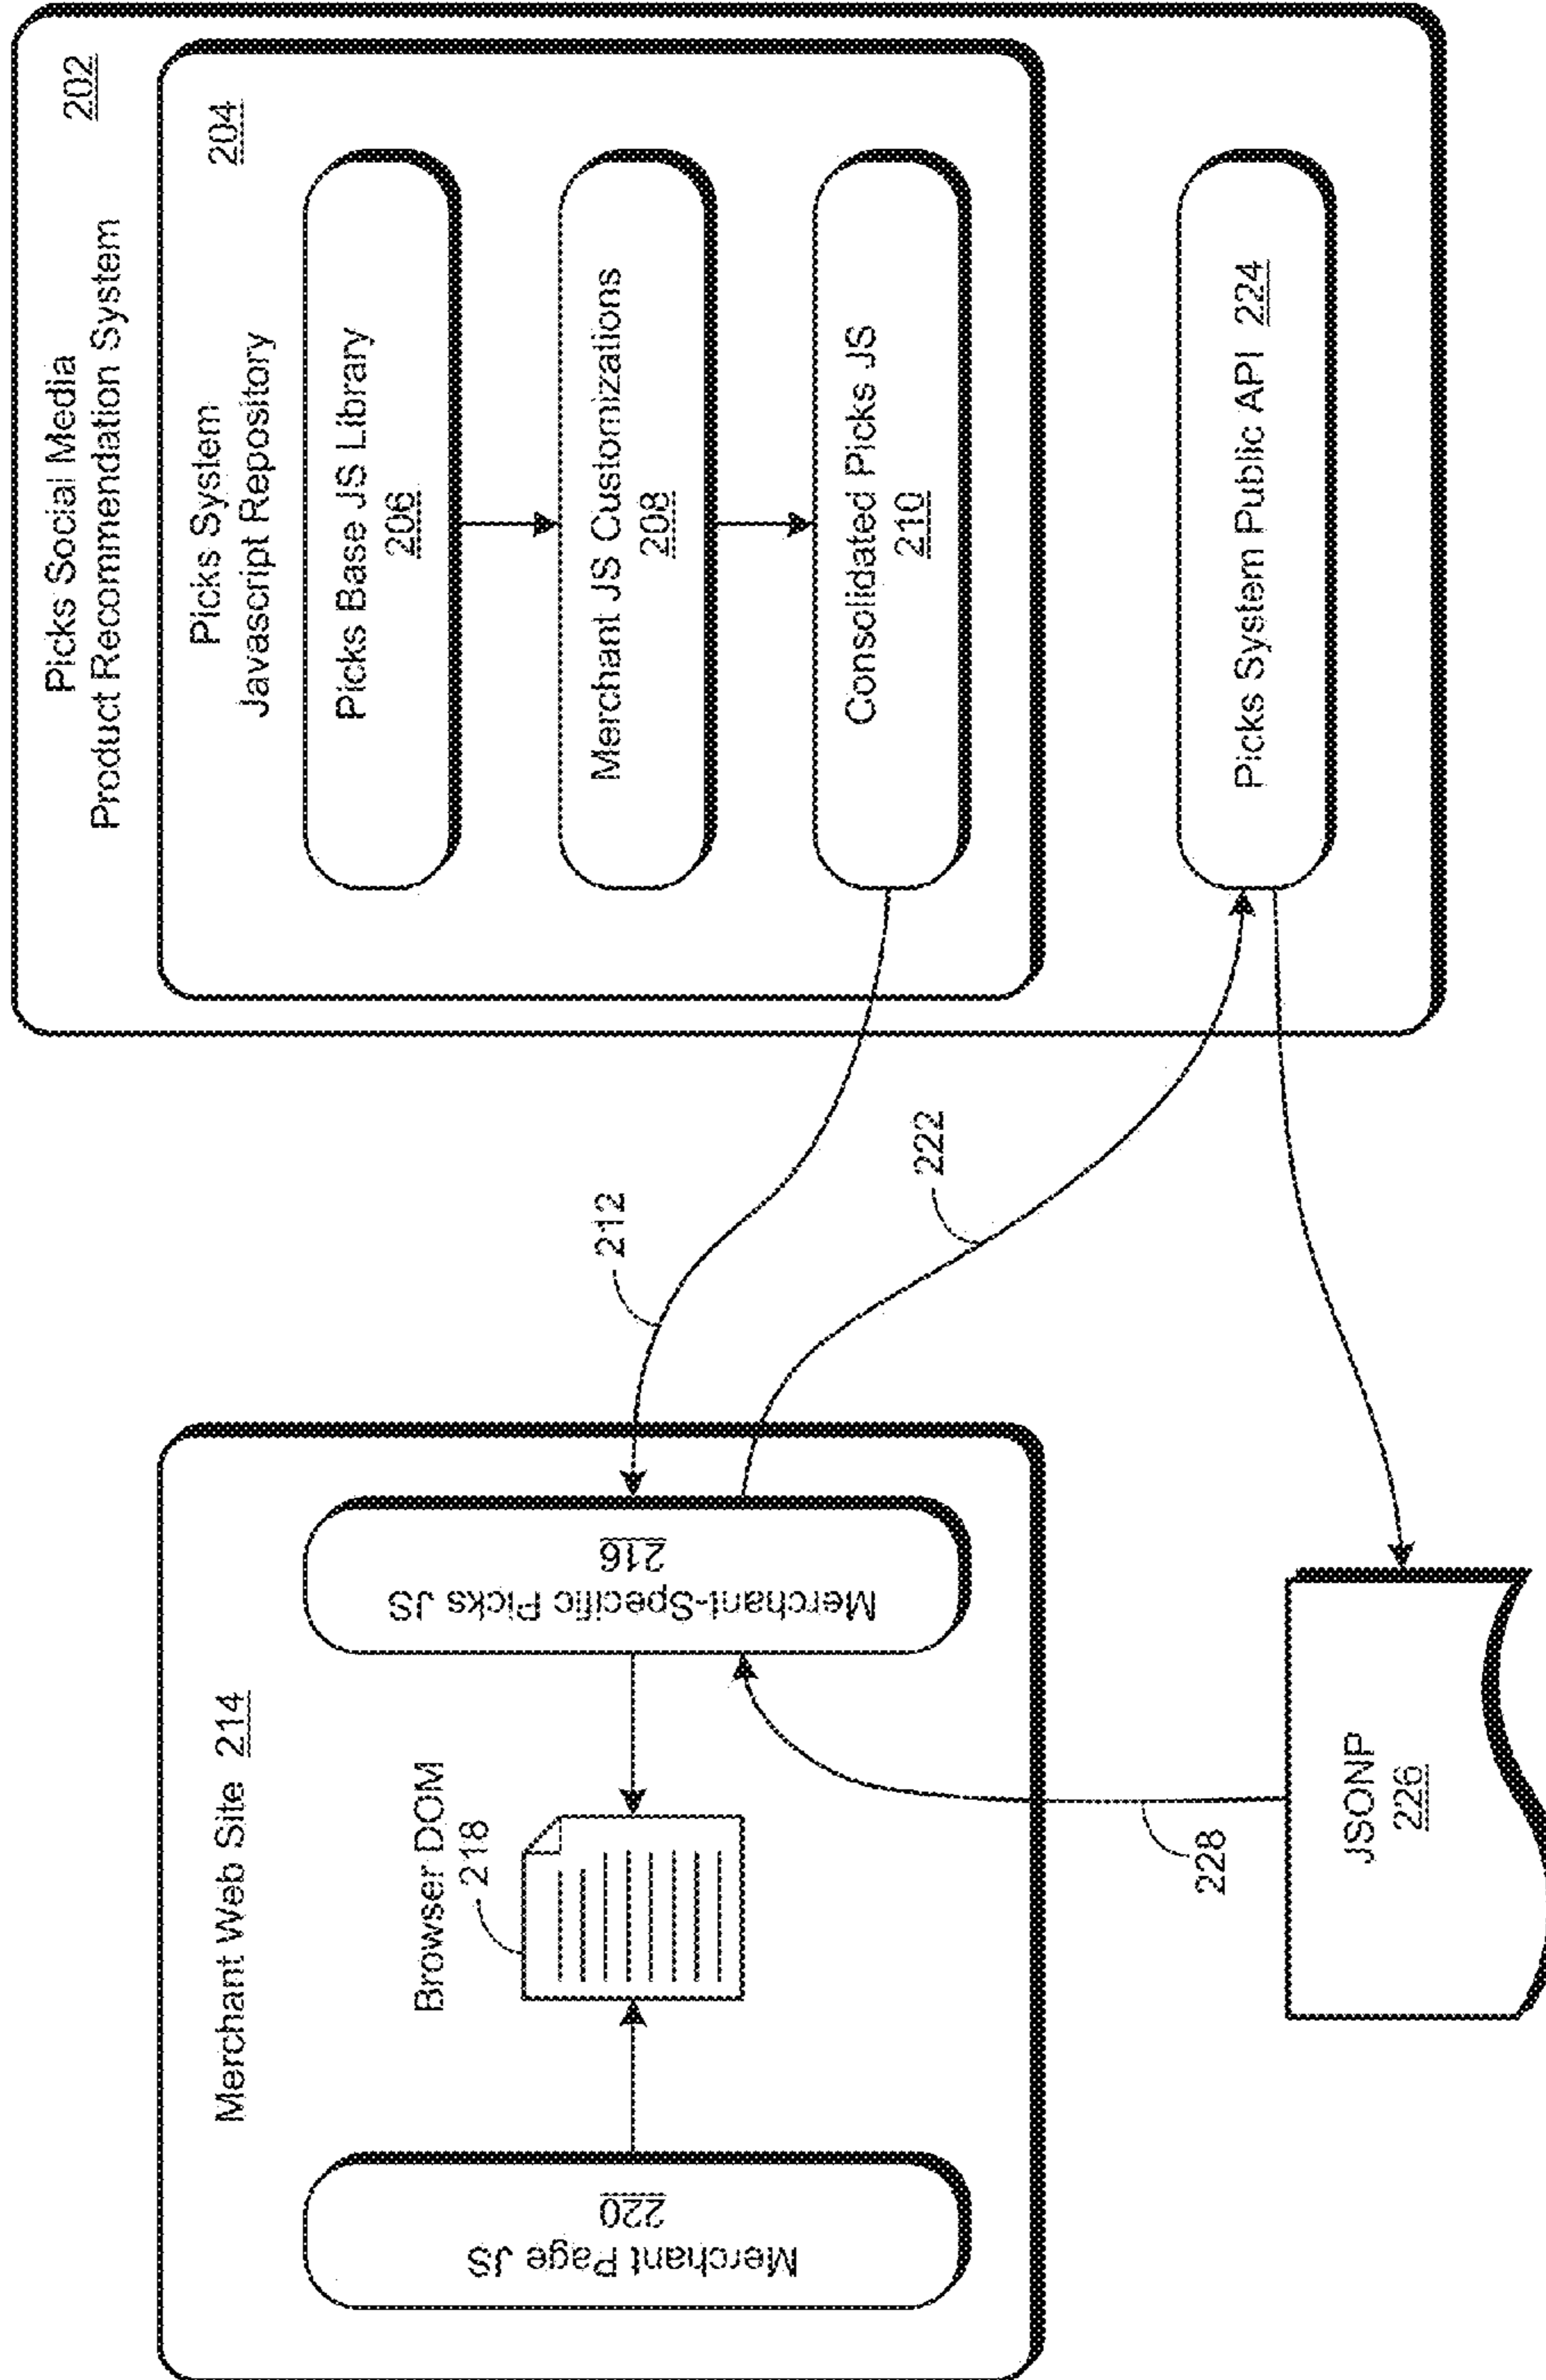 Merchant Web Site 214
Merchant Page JS
220
Browser DOM
218
Merchant-Specific Picks JS
216
212
222
228
JSONP
226
Picks Social Media
Product Recommendation System
202
Picks System
Javascript Repository
204
Picks Base JS Library
206
Merchant JS Customizations
208
Consolidated Picks JS
210
Picks System Public API 224